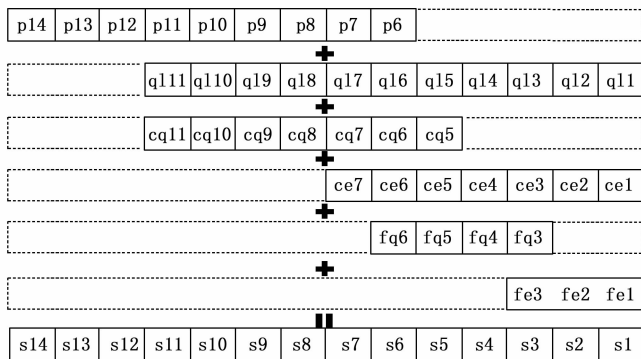 p14 p13 p12 p11 p10 p9 p8 p7 p6
+
ql11 ql10 ql9 ql8 ql7 ql6 ql5 ql4 ql3 ql2 ql1
+
cq11 cq10 cq9 cq8 cq7 cq6 cq5
+
ce7 ce6 ce5 ce4 ce3 ce2 ce1
+
fq6 fq5 fq4 fq3
+
fe3 fe2 fe1
=
s14 s13 s12 s11 s10 s9 s8 s7 s6 s5 s4 s3 s2 s1